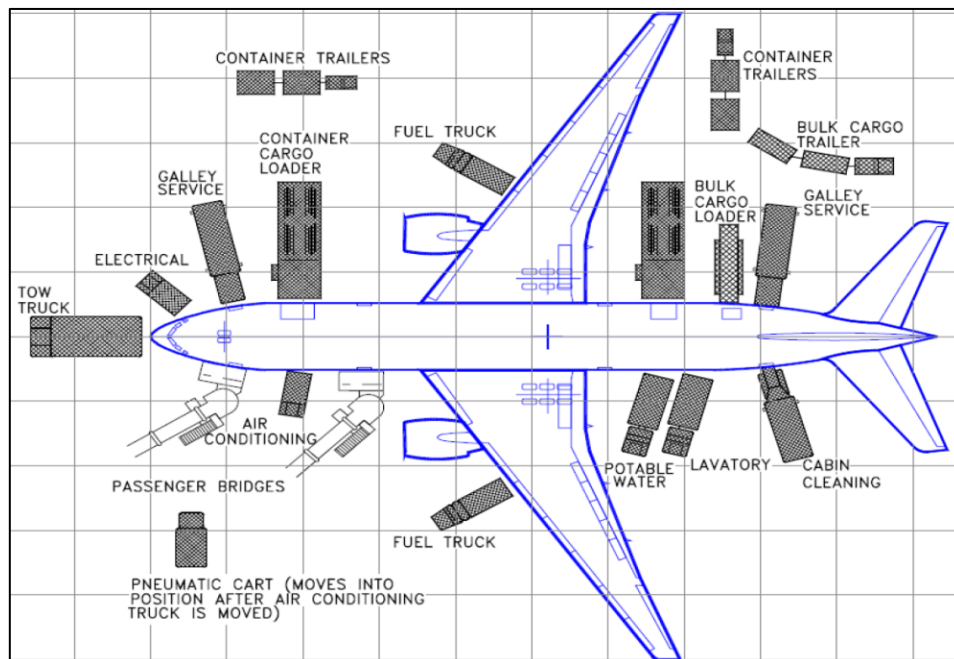 CONTAINER TRAILERS
CONTAINER
TRAILERS
BULK CARGO
TRAILER
FUEL TRUCK
CONTAINER
CARGO
LOADER
GALLEY
SERVICE
BULK
CARGO
LOADER
GALLEY
SERVICE
ELECTRICAL
TOW
TRUCK
AIR
CONDITIONING
PASSENGER BRIDGES
POTABLE
WATER
LAVATORY
CABIN
CLEANING
FUEL TRUCK
PNEUMATIC CART (MOVES INTO
POSITION AFTER AIR CONDITIONING
TRUCK IS MOVED)